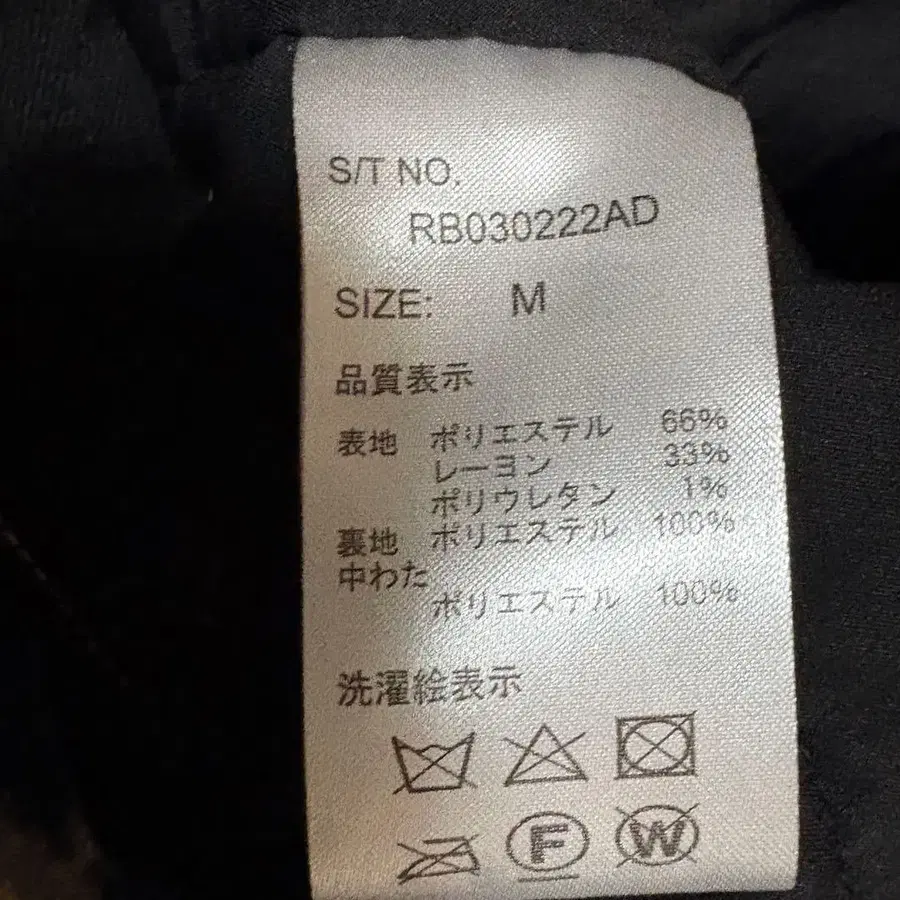 S/T NO.
RB030222AD
SIZE: M
品質表示
表地 ポリエステル 66%
レーヨン 33%
ポリウレタン 1%
裏地 ポリエステル 100%
中わた
ポリエステル 100%
洗濯絵表示
F W